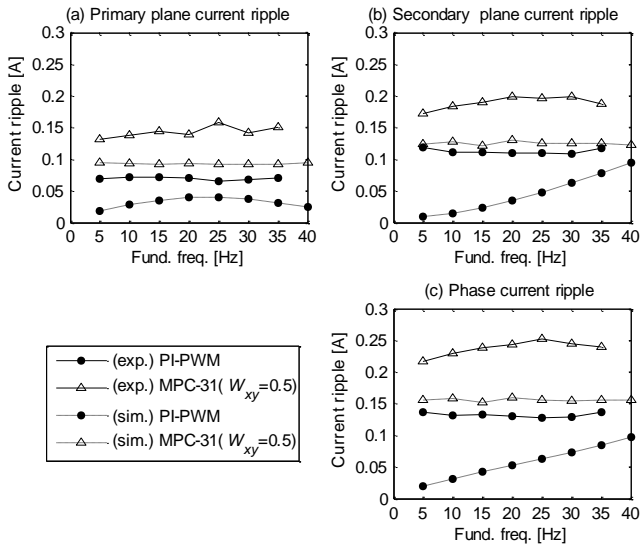 (a) Primary plane current ripple
0.3
0.25
0.2
0.15
0.1
0.05
0
Current ripple [A]
0 5 10 15 20 25 30 35 40
Fund. freq. [Hz]
(b) Secondary plane current ripple
0.3
0.25
0.2
0.15
0.1
0.05
0
Current ripple [A]
0 5 10 15 20 25 30 35 40
Fund. freq. [Hz]
(exp.) PI-PWM
(exp.) MPC-31( Wxy=0.5)
(sim.) PI-PWM
(sim.) MPC-31( Wxy=0.5)
(c) Phase current ripple
0.3
0.25
0.2
0.15
0.1
0.05
0
Current ripple [A]
0 5 10 15 20 25 30 35 40
Fund. freq. [Hz]